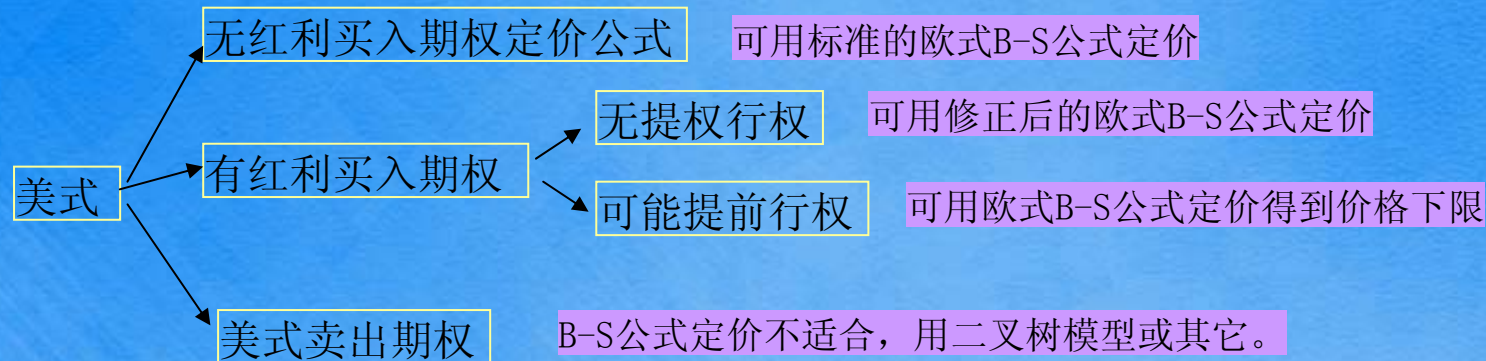 无红利买入期权定价公式 可用标准的欧式B-S公式定价
无提权行权 可用修正后的欧式B-S公式定价
有红利买入期权
美式
可能提前行权 可用欧式B-S公式定价得到价格下限
美式卖出期权 B-S公式定价不适合，用二叉树模型或其它。